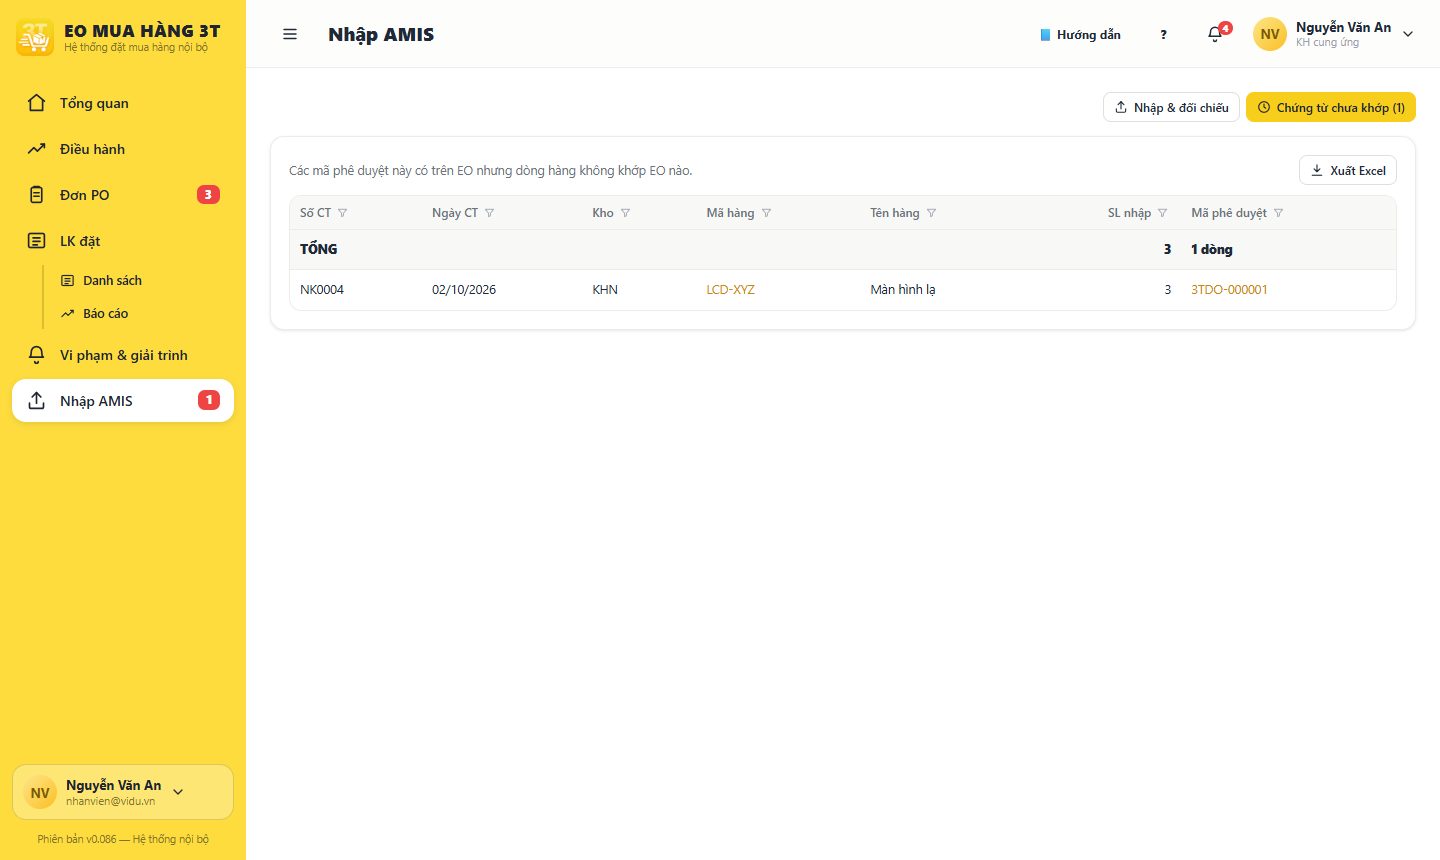 3T
EO MUA HÀNG 3T
Hệ thống đặt mua hàng nội bộ
Tổng quan
Điều hành
Đơn PO 3
LK đặt
Danh sách
Báo cáo
Vi phạm & giải trình
Nhập AMIS 1
NV Nguyễn Văn An
nhanvien@vidu.vn
Phiên bản v0.086 — Hệ thống nội bộ
Nhập AMIS
Hướng dẫn ? 4
NV Nguyễn Văn An
KH cung ứng
Nhập & đối chiếu Chứng từ chưa khớp (1)
Các mã phê duyệt này có trên EO nhưng dòng hàng không khớp EO nào. Xuất Excel
Số CT Ngày CT Kho Mã hàng Tên hàng SL nhập Mã phê duyệt
TỔNG 3 1 dòng
NK0004 02/10/2026 KHN LCD-XYZ Màn hình lạ 3 3TDO-000001